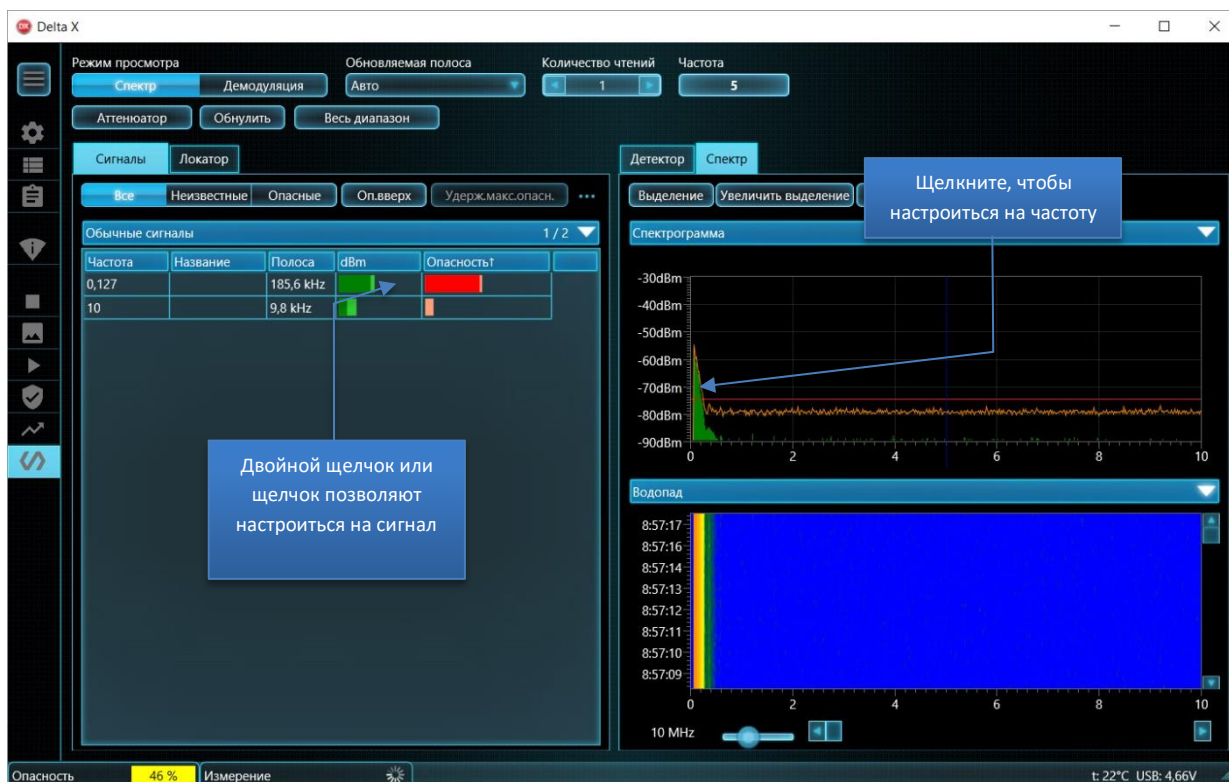 Delta X
Режим просмотра
Обновляемая полоса
Количество чтений
Частота
Спектр
Демодуляция
Авто
1
5
Аттенюатор
Обнулить
Весь диапазон
Сигналы
Локатор
Детектор
Спектр
Все
Неизвестные
Опасные
Оп.вверх
Удерж.макс.опасн.
...
Выделение
Увеличить выделение
Щелкните, чтобы
настроиться на частоту
Обычные сигналы
1 / 2
Спектрограмма
Частота
Название
Полоса
dBm
Опасность↑
0,127
185,6 kHz
10
9,8 kHz
-30dBm
-40dBm
-50dBm
-60dBm
-70dBm
-80dBm
-90dBm
0 2 4 6 8 10
Двойной щелчок или
щелчок позволяют
настроиться на сигнал
Водопад
8:57:17
8:57:16
8:57:14
8:57:13
8:57:12
8:57:11
8:57:10
8:57:09
0 2 4 6 8 10
10 MHz
Опасность
46 %
Измерение
t: 22°C USB: 4,66V